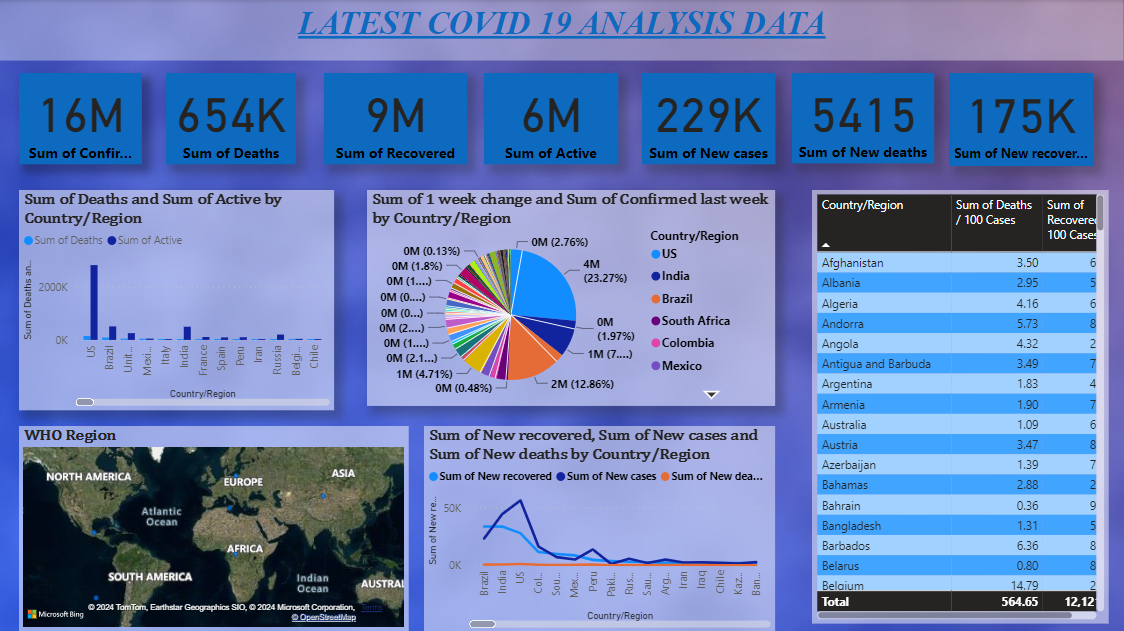 LATEST COVID 19 ANALYSIS DATA
16M
Sum of Confir...
654K
Sum of Deaths
9M
Sum of Recovered
6M
Sum of Active
229K
Sum of New cases
5415
Sum of New deaths
175K
Sum of New recover...
Sum of Deaths and Sum of Active by
Country/Region
Sum of Deaths Sum of Active
Sum of Deaths an...
2000K
0K
US
Brazil
Unit...
Mexi...
Italy
India
France
Spain
Peru
Iran
Russia
Belgi...
Chile
Country/Region
Sum of 1 week change and Sum of Confirmed last week
by Country/Region
0M (2.76%)
4M
(23.27%)
0M
(1.97%)
1M (7....)
2M (12.86%)
0M (0.48%)
1M (4.71%)
0M (2.1...)
0M (1....)
0M (2....)
0M (0...)
0M (0....)
0M (1....)
0M (1.8%)
0M (0.13%)
Country/Region
US
India
Brazil
South Africa
Colombia
Mexico
Country/Region Sum of Deaths / 100 Cases Sum of Recovered 100 Cases
Afghanistan 3.50 6
Albania 2.95 5
Algeria 4.16 6
Andorra 5.73 8
Angola 4.32 2
Antigua and Barbuda 3.49 7
Argentina 1.83 4
Armenia 1.90 7
Australia 1.09 6
Austria 3.47 8
Azerbaijan 1.39 7
Bahamas 2.88 2
Bahrain 0.36 9
Bangladesh 1.31 5
Barbados 6.36 8
Belarus 0.80 8
Belgium 14.79 2
Total 564.65 12,12
WHO Region
NORTH AMERICA
EUROPE
ASIA
Atlantic
Ocean
AFRICA
SOUTH AMERICA
Indian
Ocean
AUSTRAL
Microsoft Bing
© 2024 TomTom, Earthstar Geographics SIO, © 2024 Microsoft Corporation, Terms
© OpenStreetMap
Sum of New recovered, Sum of New cases and
Sum of New deaths by Country/Region
Sum of New recovered Sum of New cases Sum of New dea...
Sum of New re...
50K
0K
Brazil
India
US
Col...
Sou...
Mex...
Peru
Paki...
Rus...
Sau...
Arg...
Iran
Iraq
Chile
Kaz...
Ban...
Country/Region